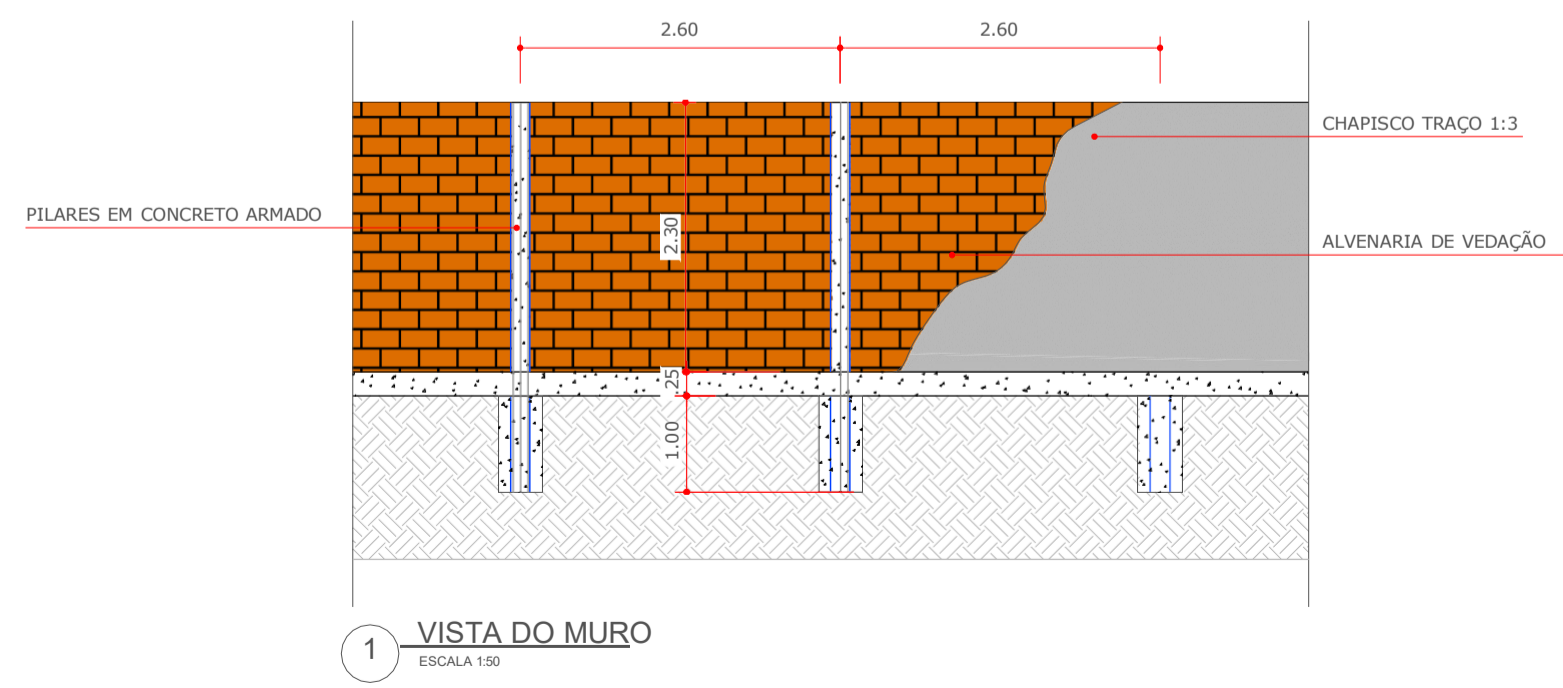 2.60
2.60
CHAPISCO TRAÇO 1:3
PILARES EM CONCRETO ARMADO
2.30
ALVENARIA DE VEDAÇÃO
.25
1.00
1
VISTA DO MURO
ESCALA 1:50